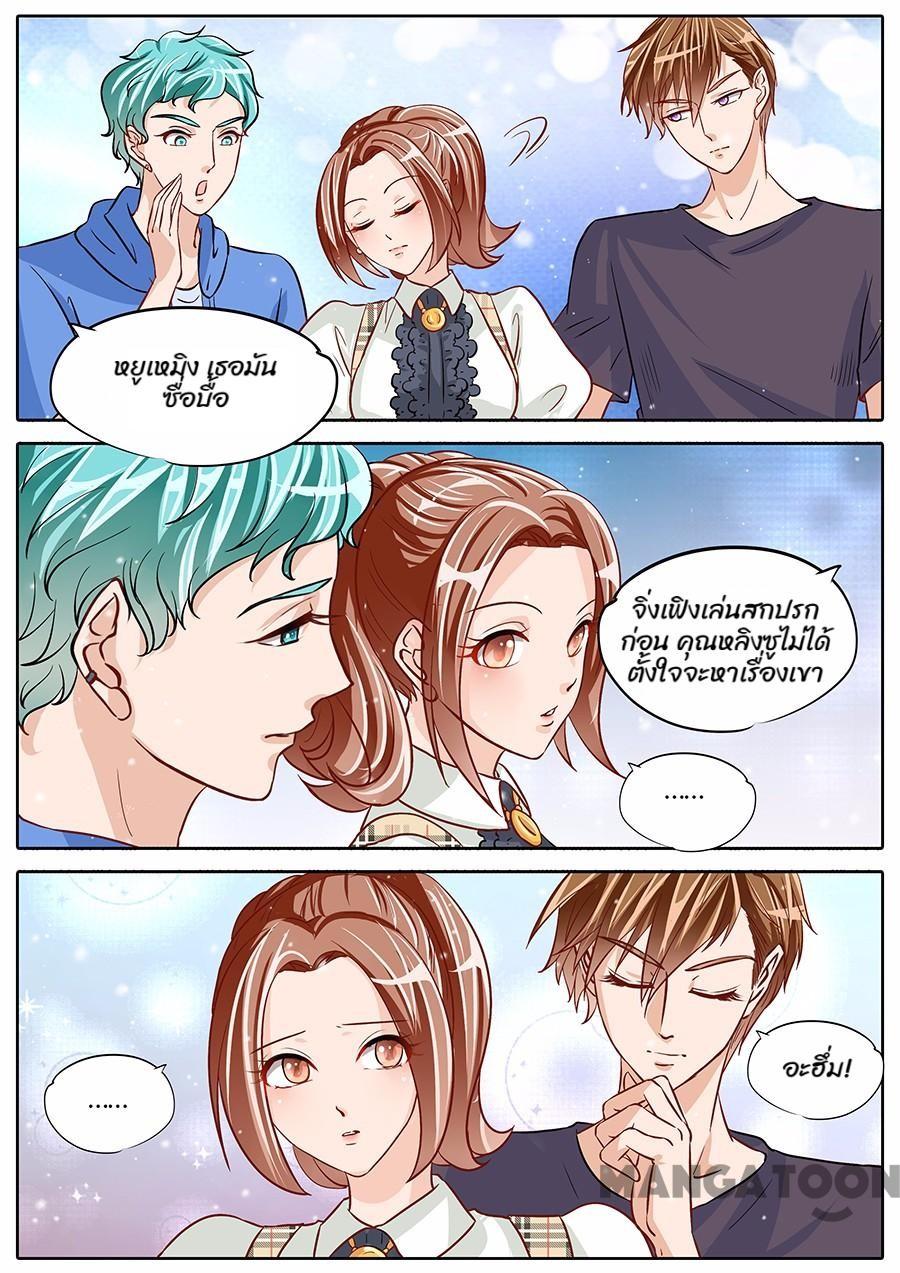 หยูเหมิง เธอมัน
ซื่อบื้อ
จิ่งเฟิงเล่นสกปรก
ก่อน คุณหลิงซูไม่ได้
ตั้งใจจะหาเรื่องเขา
......
......
อะฮึ่ม!
MANGATOON